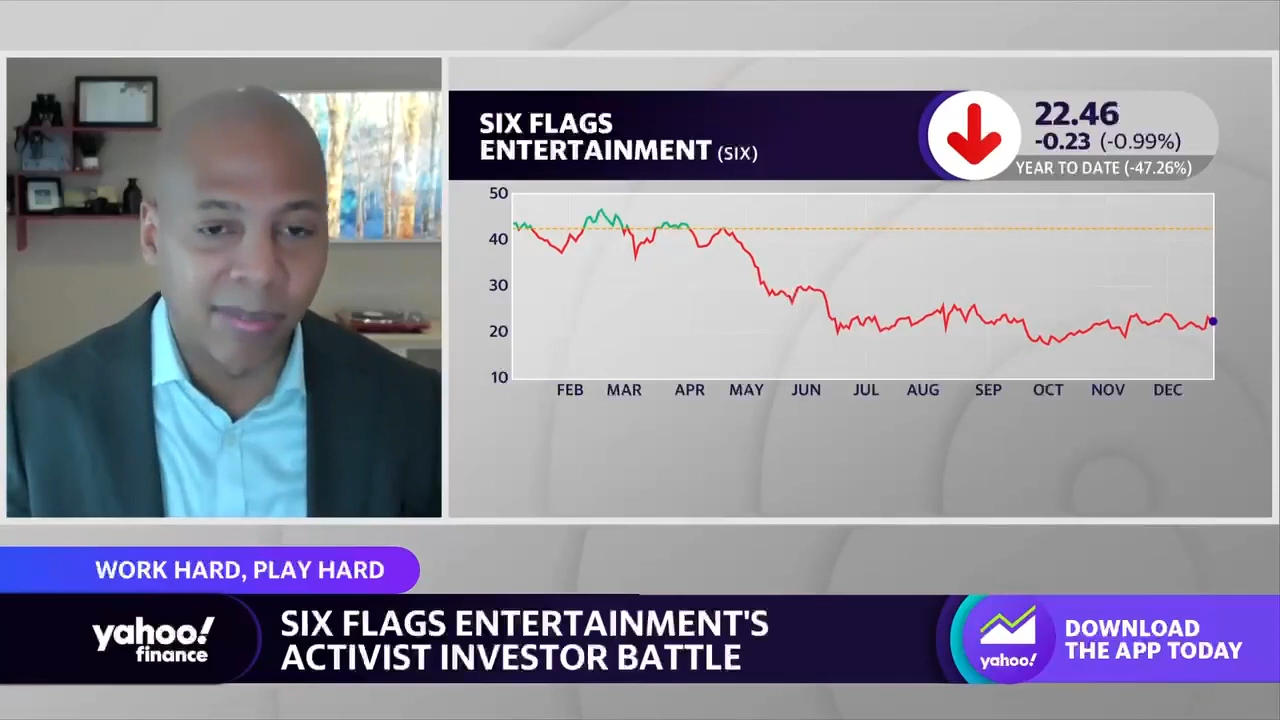 SIX FLAGS
ENTERTAINMENT (SIX)
22.46
-0.23 (-0.99%)
YEAR TO DATE (-47.26%)
50
40
30
20
10
FEB MAR APR MAY JUN JUL AUG SEP OCT NOV DEC
WORK HARD, PLAY HARD
yahoo!
finance
SIX FLAGS ENTERTAINMENT'S
ACTIVIST INVESTOR BATTLE
yahoo!
DOWNLOAD
THE APP TODAY